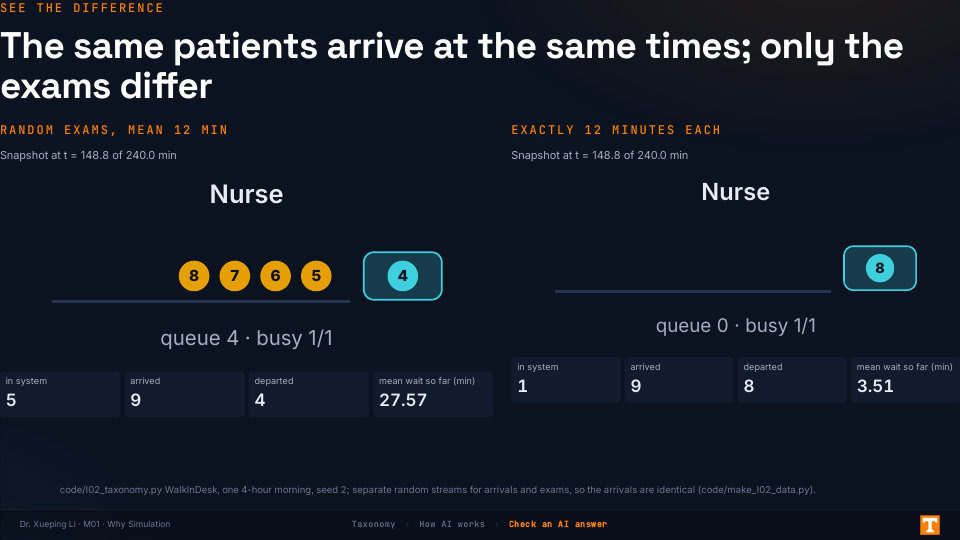 SEE THE DIFFERENCE
The same patients arrive at the same times; only the
exams differ
RANDOM EXAMS, MEAN 12 MIN
Snapshot at t = 148.8 of 240.0 min
Nurse
8 7 6 5 4
queue 4 · busy 1/1
in system
5
arrived
9
departed
4
mean wait so far (min)
27.57
EXACTLY 12 MINUTES EACH
Snapshot at t = 148.8 of 240.0 min
Nurse
8
queue 0 · busy 1/1
in system
1
arrived
9
departed
8
mean wait so far (min)
3.51
code/l02_taxonomy.py WalkInDesk, one 4-hour morning, seed 2; separate random streams for arrivals and exams, so the arrivals are identical (code/make_l02_data.py).
Dr. Xueping Li · M01 · Why Simulation
Taxonomy › How AI works › Check an AI answer
T